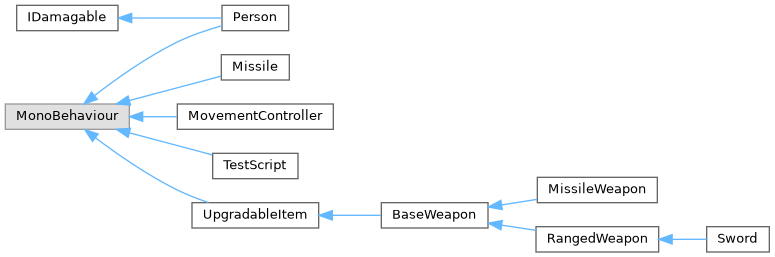 IDamagable
Person
Missile
MonoBehaviour
MovementController
TestScript
UpgradableItem
BaseWeapon
MissileWeapon
RangedWeapon
Sword